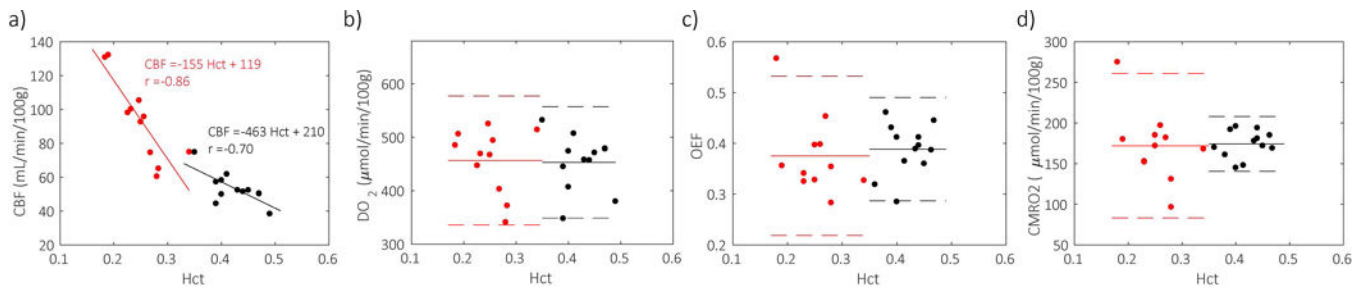 a)
CBF (mL/min/100g)
140
120
100
80
60
40
20
CBF =-155 Hct + 119
r =-0.86
CBF =-463 Hct + 210
r =-0.70
0.1 0.2 0.3 0.4 0.5 0.6
Hct
b)
DO 2 (μmol/min/100g)
600
500
400
300
0.1 0.2 0.3 0.4 0.5 0.6
Hct
c)
OEF
0.6
0.5
0.4
0.3
0.2
0.1 0.2 0.3 0.4 0.5 0.6
Hct
d)
CMRO2 ( μmol/min/100g)
300
250
200
150
100
50
0.1 0.2 0.3 0.4 0.5 0.6
Hct